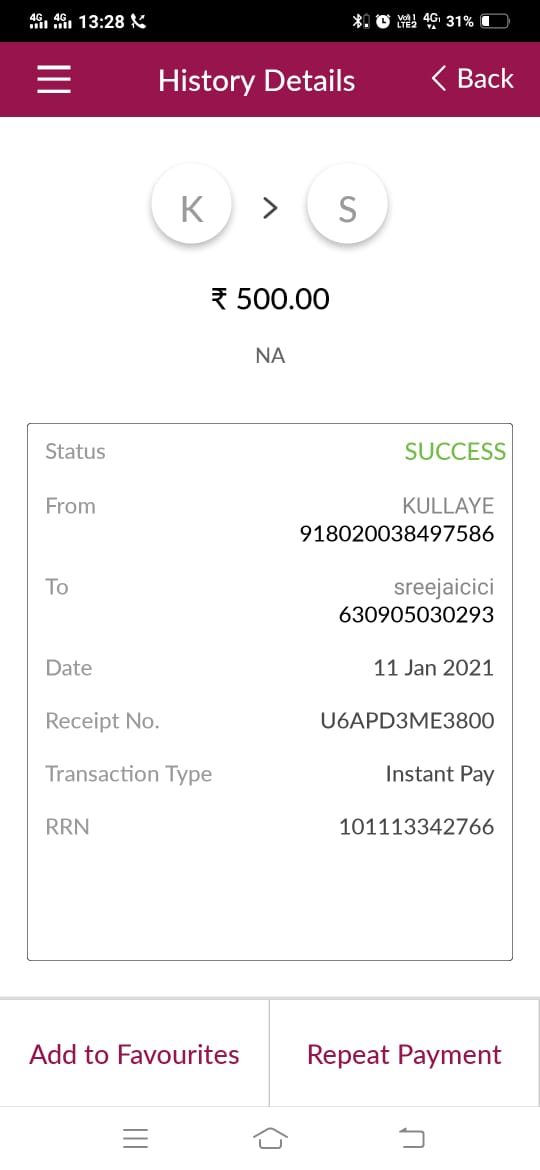 4G 4G 13:28 Vo)) 1 LTE2 4G 31%
History Details
Back
K > S
₹ 500.00
NA
Status SUCCESS
From KULLAYE
918020038497586
To sreejaicici
630905030293
Date 11 Jan 2021
Receipt No. U6APD3ME3800
Transaction Type Instant Pay
RRN 101113342766
Add to Favourites Repeat Payment